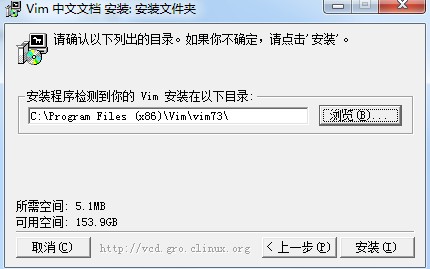 Vim 中文文档 安装: 安装文件夹
请确认以下列出的目录。如果你不确定，请点击'安装'。
安装程序检测到你的 Vim 安装在以下目录:
C:\Program Files (x86)\Vim\vim73\
浏览(B)...
所需空间: 5.1MB
可用空间: 153.9GB
取消(C) http://vcd.gro.clinux.org <上一步(P) 安装(I)